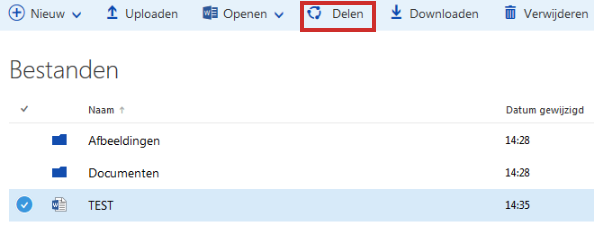 Nieuw Uploaden Openen Delen Downloaden Verwijderen
Bestanden
Naam ↑ Datum gewijzigd
Afbeeldingen 14:28
Documenten 14:28
TEST 14:35